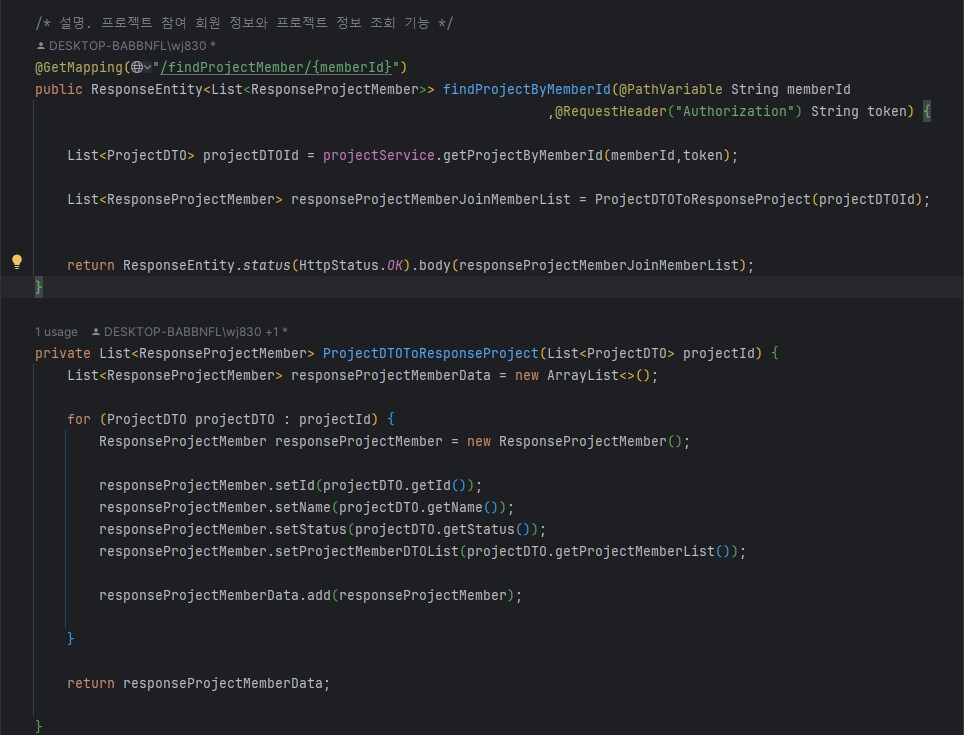 /* 설명. 프로젝트 참여 회원 정보와 프로젝트 정보 조회 기능 */
DESKTOP-BABBNFL\wj830 *
@GetMapping("/findProjectMember/{memberId}")
public ResponseEntity<List<ResponseProjectMember>> findProjectByMemberId(@PathVariable String memberId
,@RequestHeader("Authorization") String token) {
List<ProjectDTO> projectDTOId = projectService.getProjectByMemberId(memberId,token);
List<ResponseProjectMember> responseProjectMemberJoinMemberList = ProjectDTOToResponseProject(projectDTOId);
return ResponseEntity.status(HttpStatus.OK).body(responseProjectMemberJoinMemberList);
}
1 usage DESKTOP-BABBNFL\wj830 +1 *
private List<ResponseProjectMember> ProjectDTOToResponseProject(List<ProjectDTO> projectId) {
List<ResponseProjectMember> responseProjectMemberData = new ArrayList<>();
for (ProjectDTO projectDTO : projectId) {
ResponseProjectMember responseProjectMember = new ResponseProjectMember();
responseProjectMember.setId(projectDTO.getId());
responseProjectMember.setName(projectDTO.getName());
responseProjectMember.setStatus(projectDTO.getStatus());
responseProjectMember.setProjectMemberDTOList(projectDTO.getProjectMemberList());
responseProjectMemberData.add(responseProjectMember);
}
return responseProjectMemberData;
}